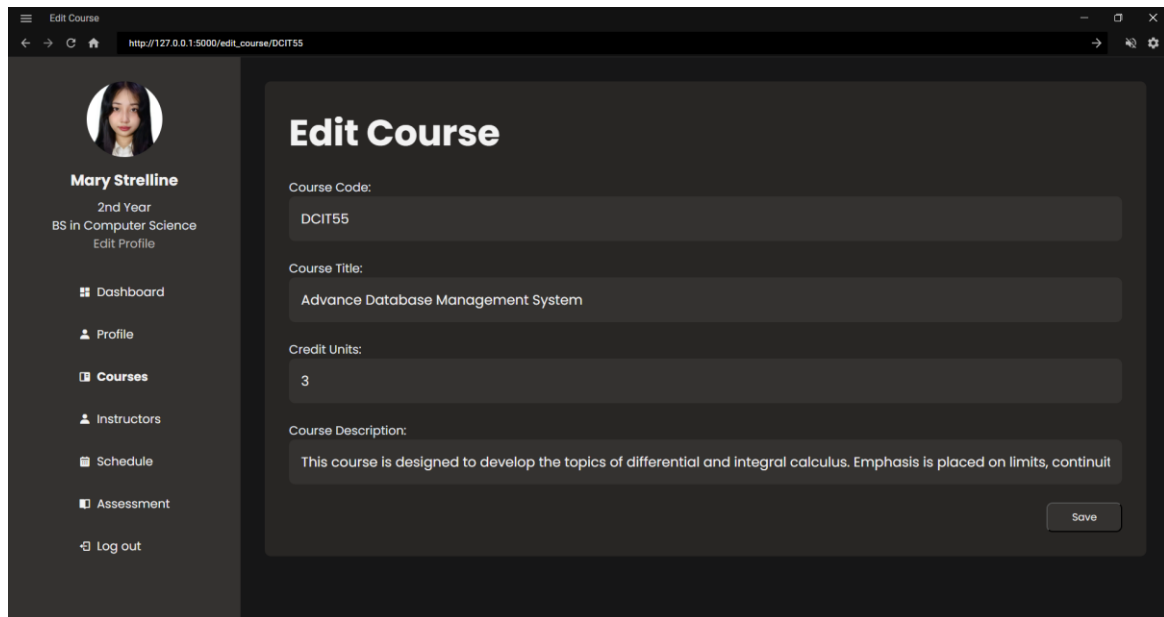 Edit Course
http://127.0.0.1:5000/edit_course/DCIT55
Mary Strelline
2nd Year
BS in Computer Science
Edit Profile
Dashboard
Profile
Courses
Instructors
Schedule
Assessment
Log out
Edit Course
Course Code:
DCIT55
Course Title:
Advance Database Management System
Credit Units:
3
Course Description:
This course is designed to develop the topics of differential and integral calculus. Emphasis is placed on limits, continuit
Save